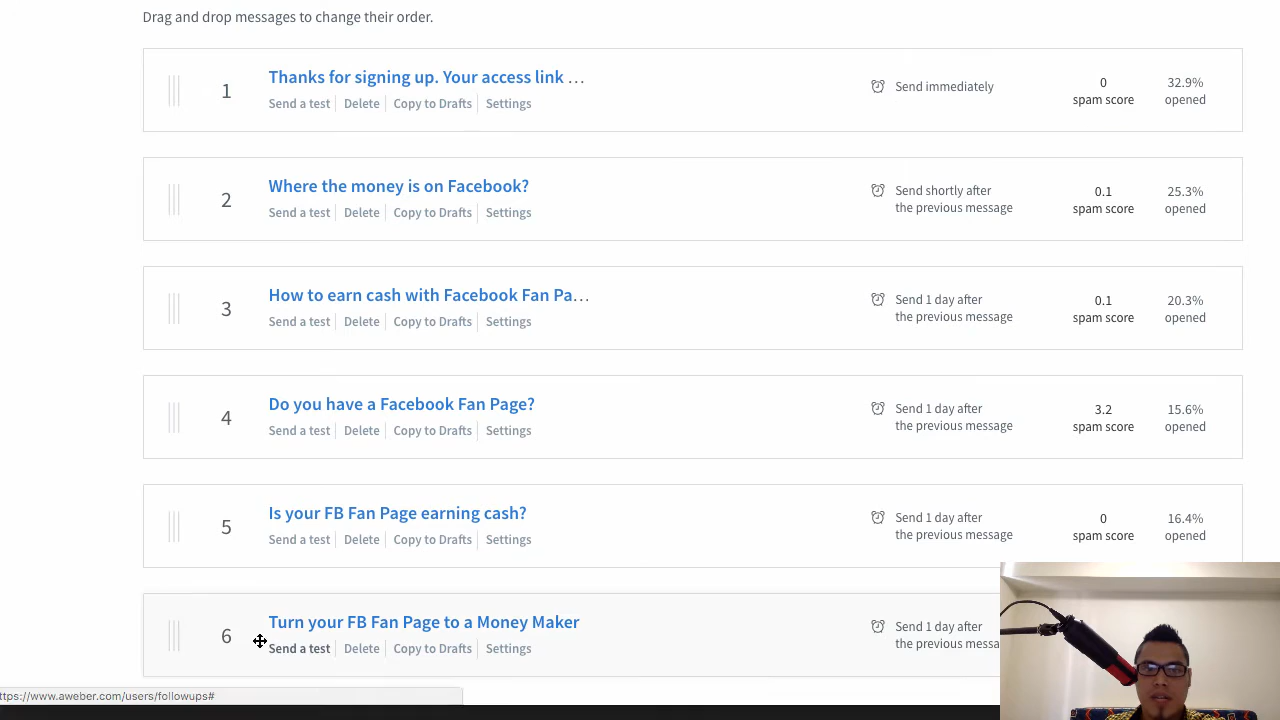 Drag and drop messages to change their order.
1
Thanks for signing up. Your access link ...
Send a test Delete Copy to Drafts Settings
Send immediately
0
spam score
32.9%
opened
2
Where the money is on Facebook?
Send a test Delete Copy to Drafts Settings
Send shortly after
the previous message
0.1
spam score
25.3%
opened
3
How to earn cash with Facebook Fan Pa...
Send a test Delete Copy to Drafts Settings
Send 1 day after
the previous message
0.1
spam score
20.3%
opened
4
Do you have a Facebook Fan Page?
Send a test Delete Copy to Drafts Settings
Send 1 day after
the previous message
3.2
spam score
15.6%
opened
5
Is your FB Fan Page earning cash?
Send a test Delete Copy to Drafts Settings
Send 1 day after
the previous message
0
spam score
16.4%
opened
6
Turn your FB Fan Page to a Money Maker
Send a test Delete Copy to Drafts Settings
Send 1 day after
the previous messa
ttps://www.aweber.com/users/followups#